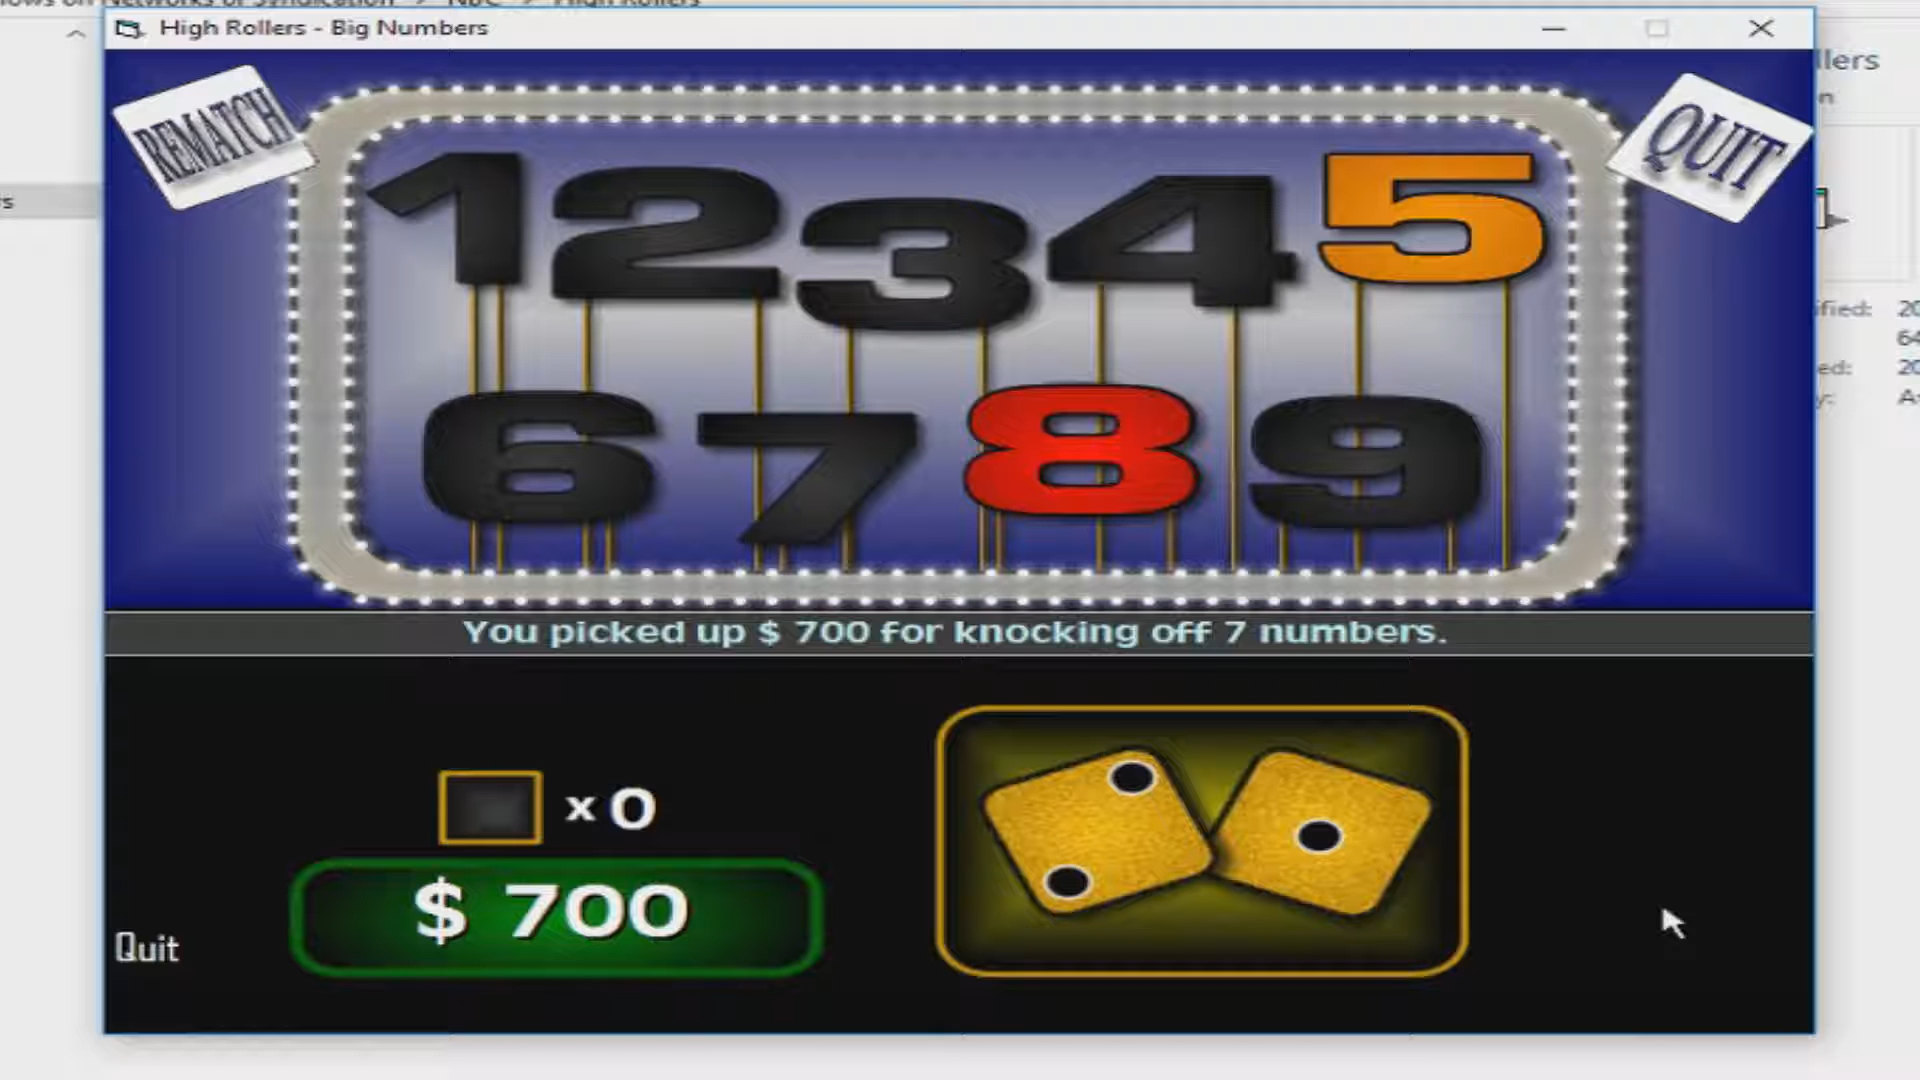 High Rollers - Big Numbers
REMATCH
QUIT
1 2 3 4 5
6 7 8 9
You picked up $ 700 for knocking off 7 numbers.
x 0
$ 700
Quit
llers